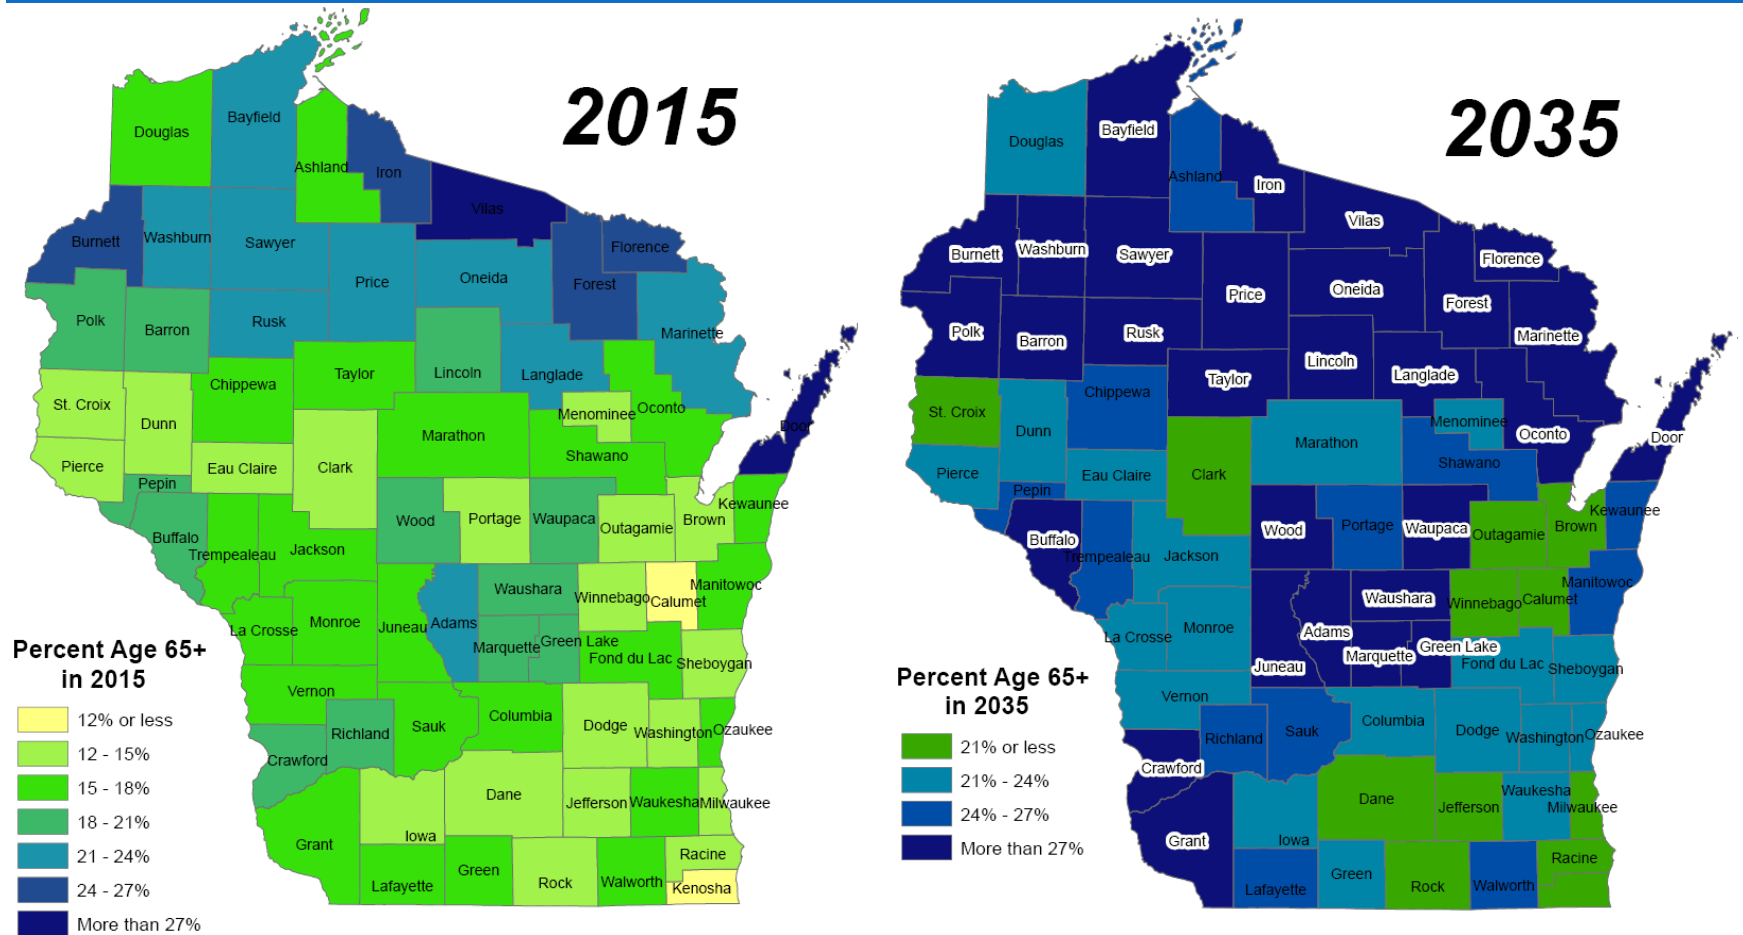 2015
Douglas
Bayfield
Ashland
Iron
Vilas
Burnett
Washburn
Sawyer
Florence
Price
Oneida
Forest
Polk
Barron
Rusk
Marinette
Lincoln
Langlade
Taylor
Chippewa
St. Croix
Dunn
Menominee
Oconto
Door
Marathon
Shawano
Pierce
Eau Claire
Clark
Pepin
Kewaunee
Wood
Portage
Waupaca
Outagamie
Brown
Buffalo
Trempealeau
Jackson
Waushara
Winnebago
Calumet
Manitowoc
La Crosse
Monroe
Juneau
Adams
Marquette
Green Lake
Fond du Lac
Sheboygan
Vernon
Richland
Sauk
Columbia
Dodge
Washington
Ozaukee
Crawford
Grant
Iowa
Dane
Jefferson
Waukesha
Milwaukee
Lafayette
Green
Rock
Walworth
Racine
Kenosha
Percent Age 65+
in 2015
12% or less
12 - 15%
15 - 18%
18 - 21%
21 - 24%
24 - 27%
More than 27%
2035
Douglas
Bayfield
Ashland
Iron
Vilas
Burnett
Washburn
Sawyer
Florence
Price
Oneida
Forest
Polk
Barron
Rusk
Marinette
Lincoln
Langlade
Taylor
Chippewa
St. Croix
Dunn
Menominee
Oconto
Door
Marathon
Shawano
Pierce
Eau Claire
Clark
Pepin
Kewaunee
Wood
Portage
Waupaca
Outagamie
Brown
Buffalo
Trempealeau
Jackson
Waushara
Winnebago
Calumet
Manitowoc
La Crosse
Monroe
Juneau
Adams
Marquette
Green Lake
Fond du Lac
Sheboygan
Vernon
Richland
Sauk
Columbia
Dodge
Washington
Ozaukee
Crawford
Grant
Iowa
Dane
Jefferson
Waukesha
Milwaukee
Lafayette
Green
Rock
Walworth
Racine
Percent Age 65+
in 2035
21% or less
21% - 24%
24% - 27%
More than 27%